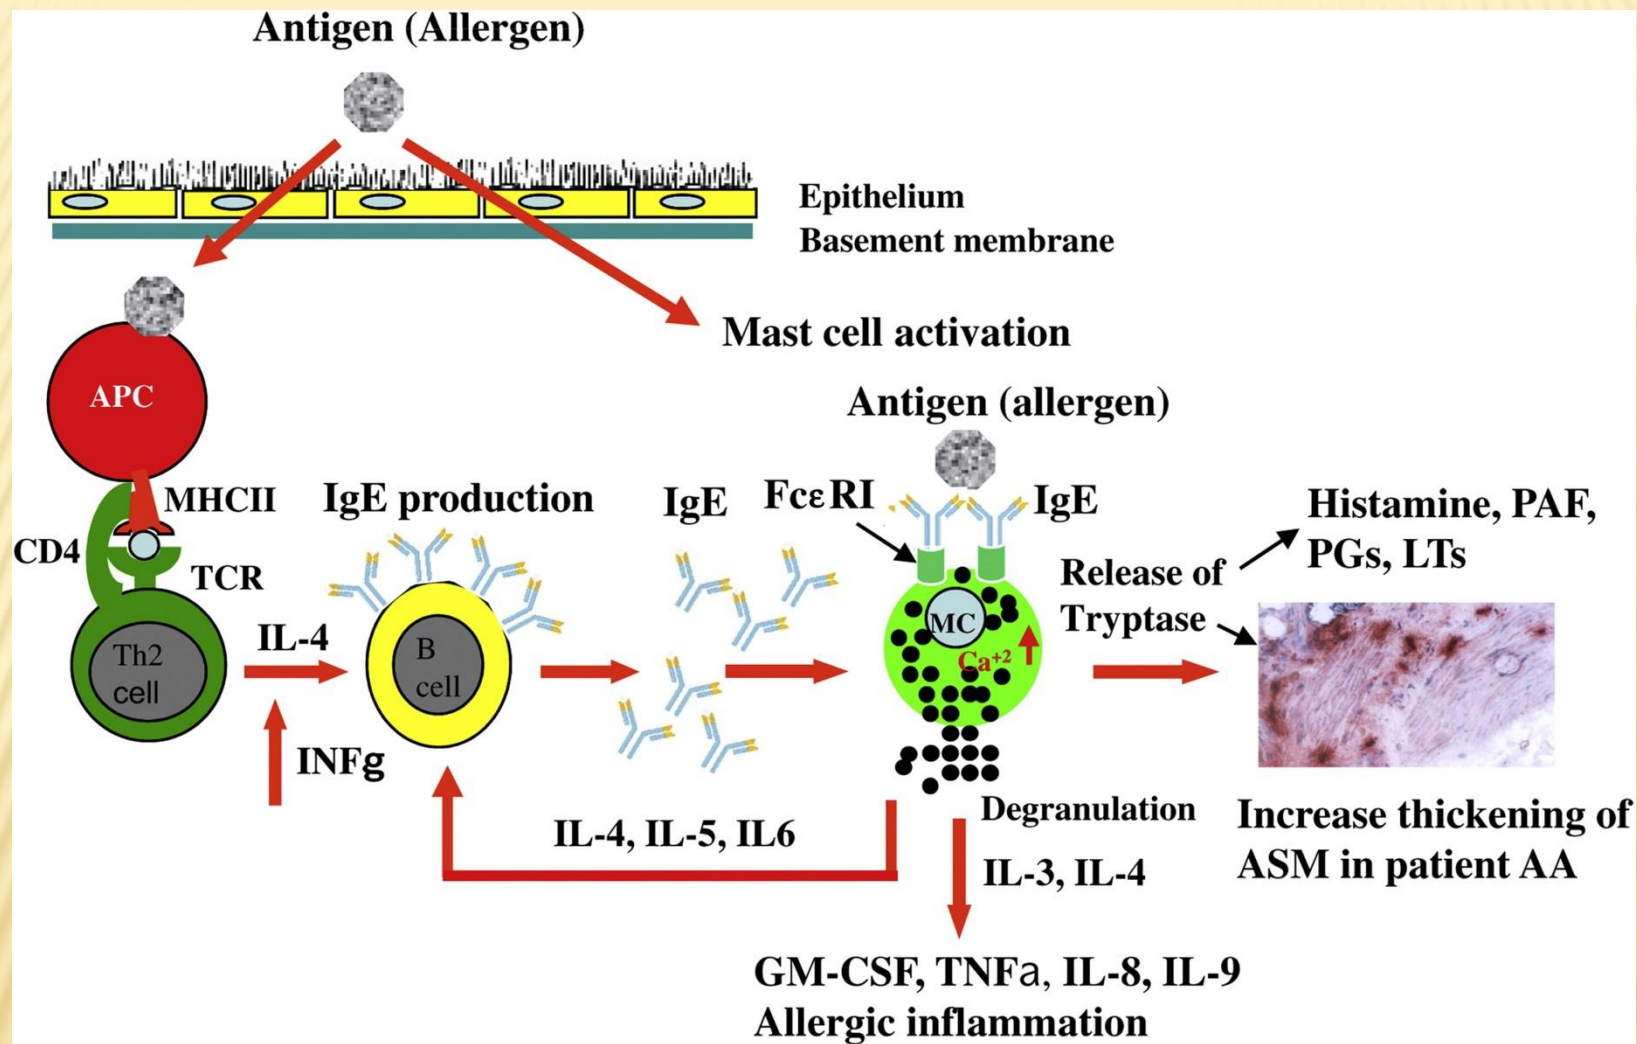 Antigen (Allergen)
Epithelium
Basement membrane
Mast cell activation
APC
Antigen (allergen)
MHCII
IgE production
IgE
FcεRI
IgE
Histamine, PAF,
PGs, LTs
CD4
TCR
Release of
Tryptase
IL-4
MC
Ca+2
Th2
cell
B
cell
INFg
IL-4, IL-5, IL6
Degranulation
IL-3, IL-4
Increase thickening of
ASM in patient AA
GM-CSF, TNFa, IL-8, IL-9
Allergic inflammation